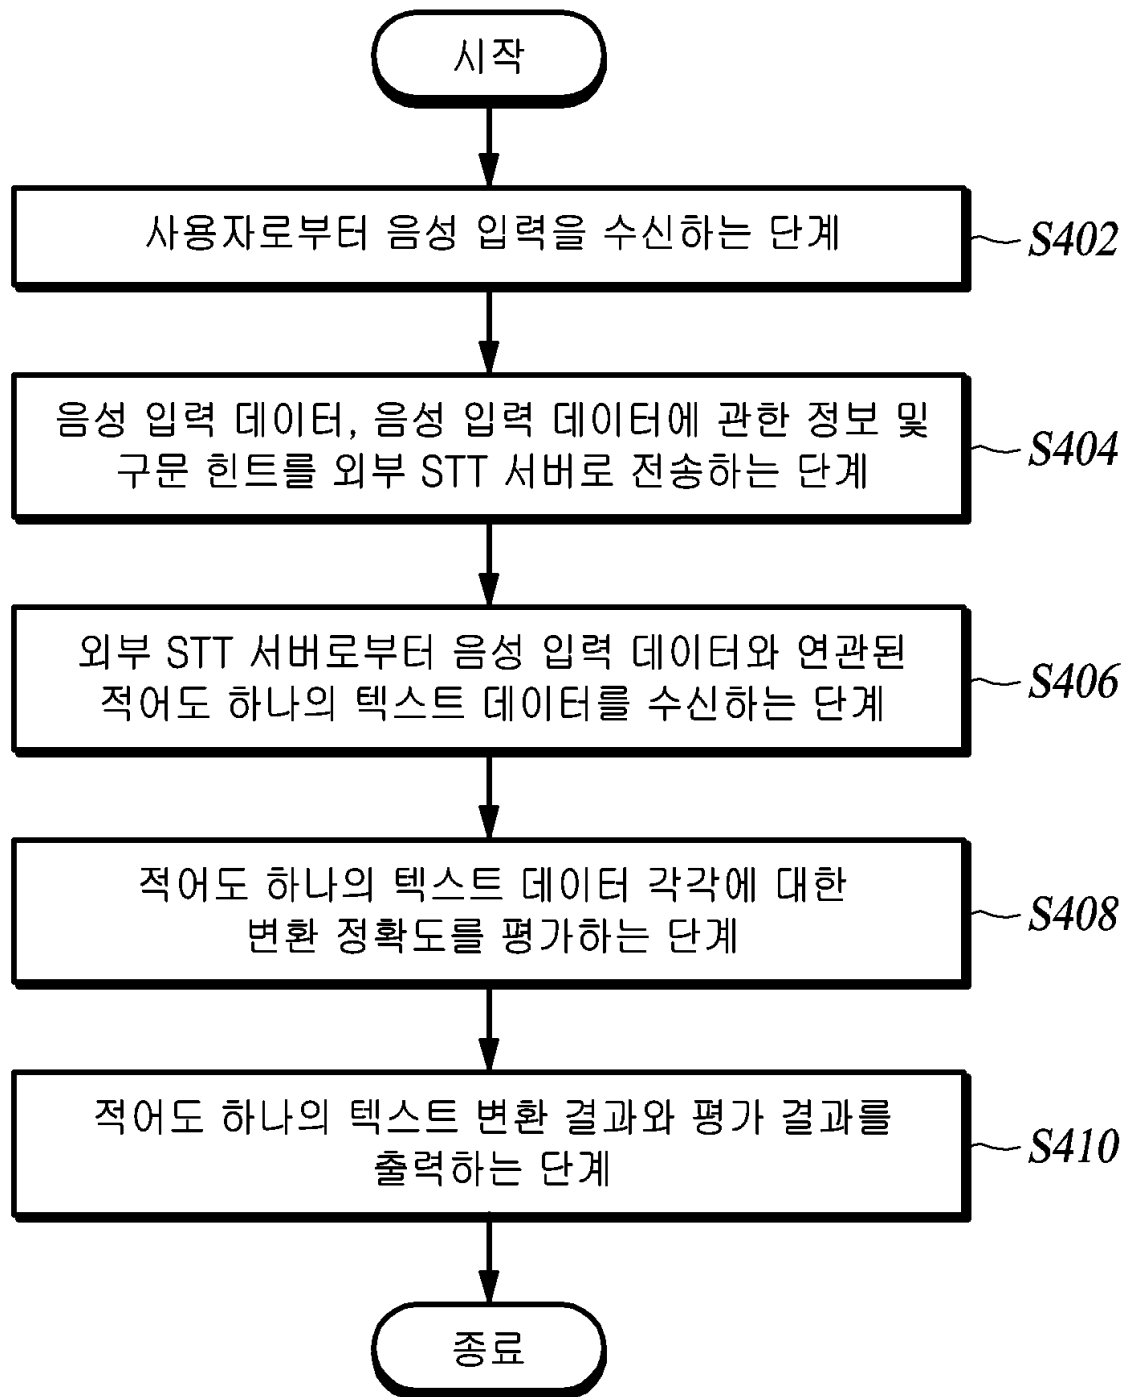 시작
사용자로부터 음성 입력을 수신하는 단계
S402
음성 입력 데이터, 음성 입력 데이터에 관한 정보 및
구문 힌트를 외부 STT 서버로 전송하는 단계
S404
외부 STT 서버로부터 음성 입력 데이터와 연관된
적어도 하나의 텍스트 데이터를 수신하는 단계
S406
적어도 하나의 텍스트 데이터 각각에 대한
변환 정확도를 평가하는 단계
S408
적어도 하나의 텍스트 변환 결과와 평가 결과를
출력하는 단계
S410
종료